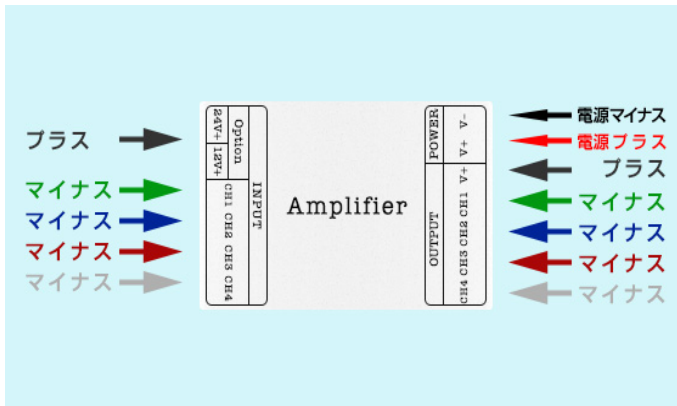 プラス
マイナス
マイナス
マイナス
マイナス
24V+ 12V+
Option
CH1 CH2 CH3 CH4
INPUT
Amplifier
POWER
V+ V-
OUTPUT
CH4 CH3 CH2 CH1 V+
電源マイナス
電源プラス
プラス
マイナス
マイナス
マイナス
マイナス